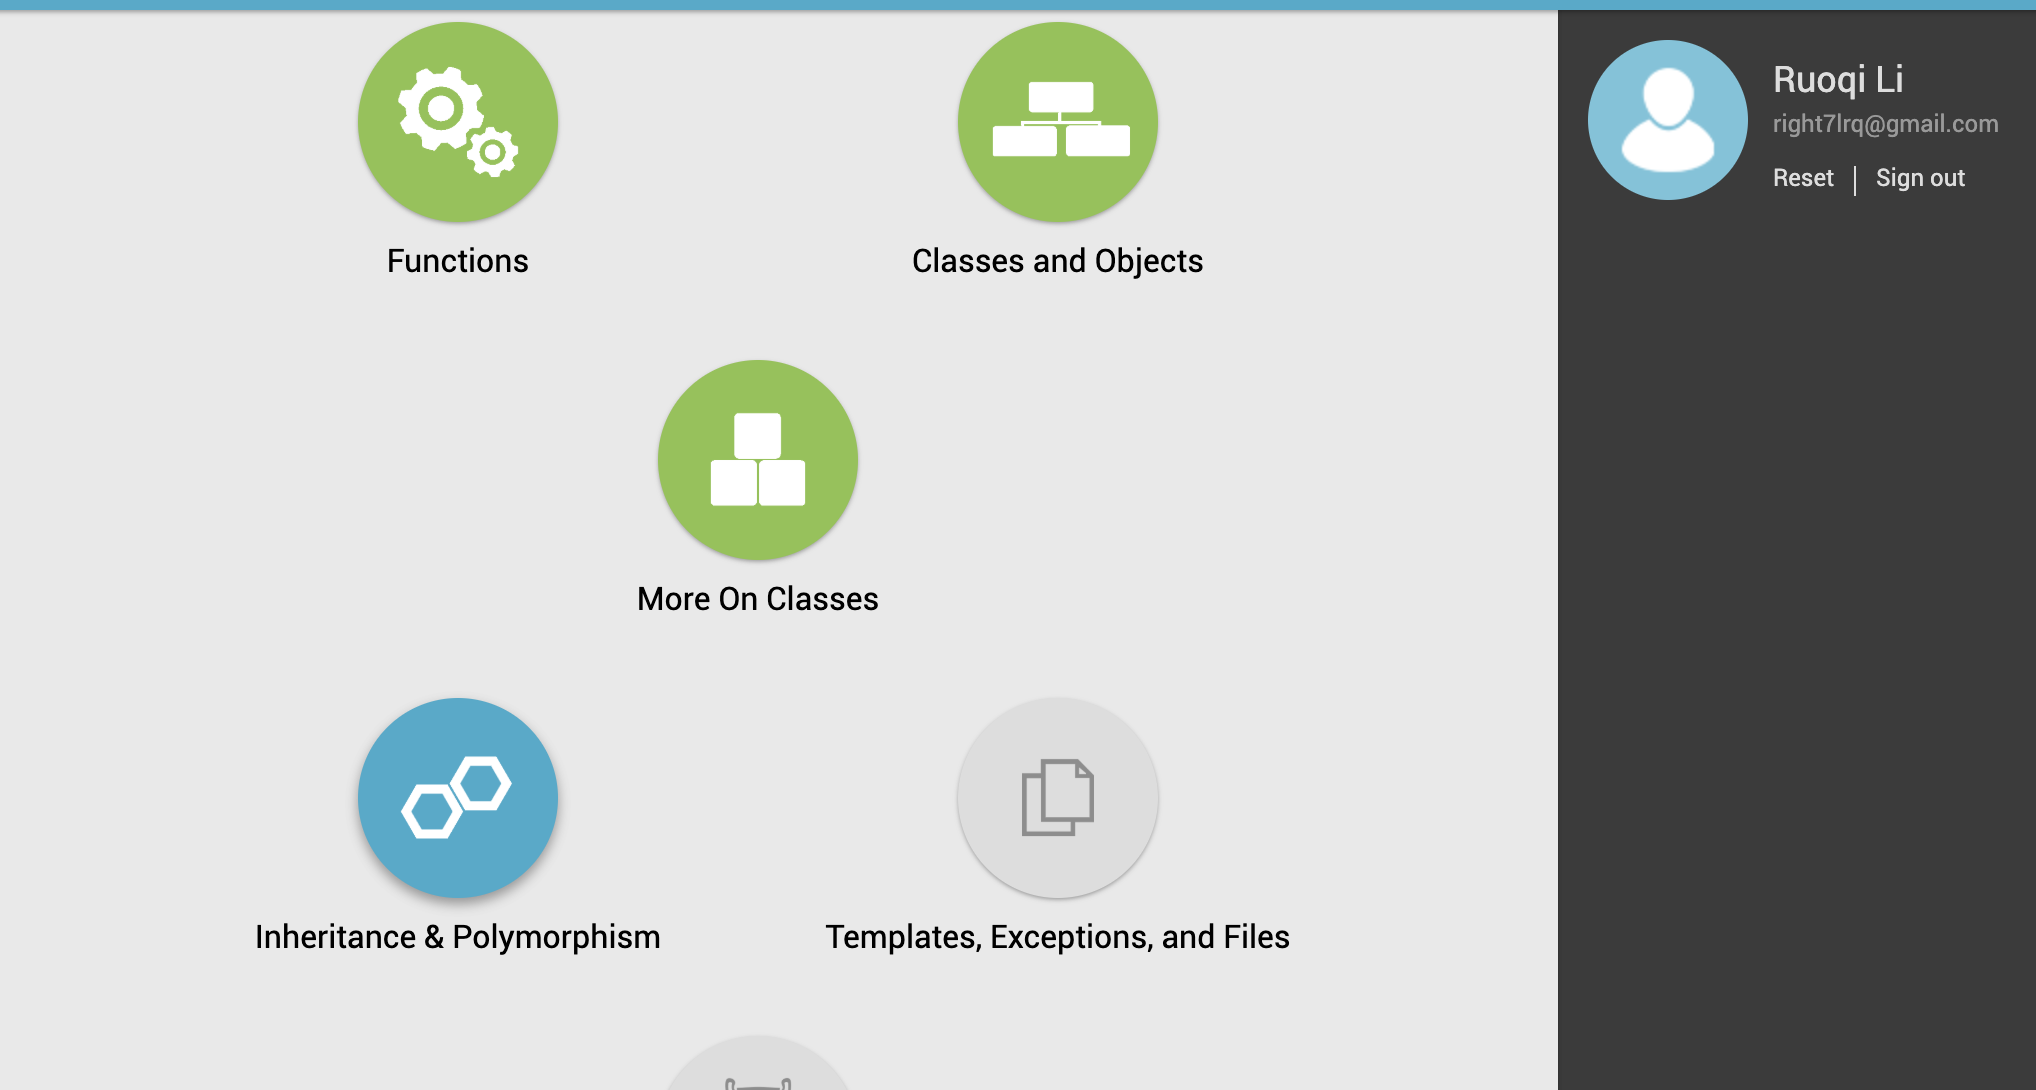 Functions
Classes and Objects
More On Classes
Inheritance & Polymorphism
Templates, Exceptions, and Files
Ruoqi Li
right7lrq@gmail.com
Reset | Sign out